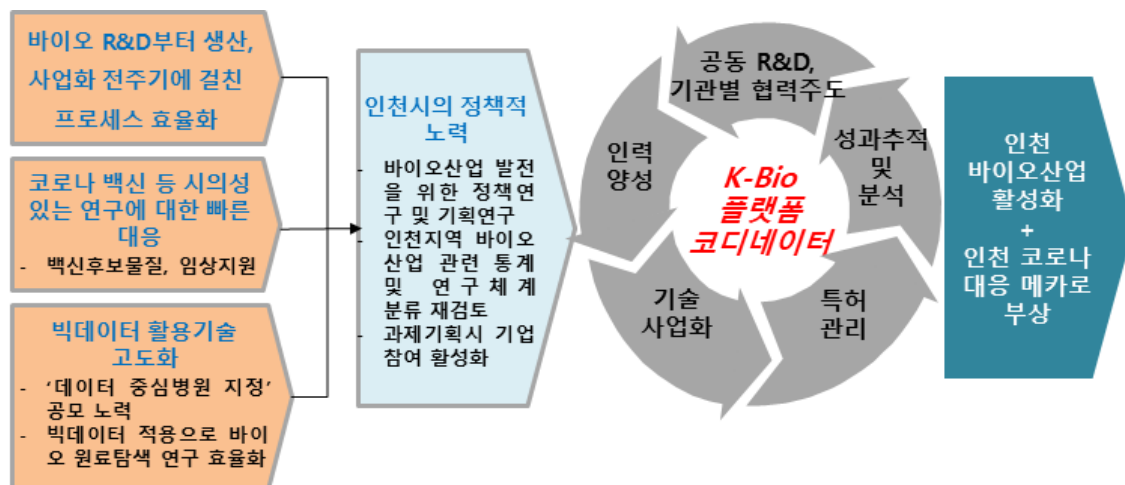 바이오 R&D부터 생산,
사업화 전주기에 걸친
프로세스 효율화
코로나 백신 등 시의성
있는 연구에 대한 빠른
대응
- 백신후보물질, 임상지원
빅데이터 활용기술
고도화
- ‘데이터 중심병원 지정’
공모 노력
- 빅데이터 적용으로 바이
오 원료탐색 연구 효율화
인천시의 정책적
노력
- 바이오산업 발전
을 위한 정책연
구 및 기획연구
- 인천지역 바이오
산업 관련 통계
및 연구체계
분류 재검토
- 과제기획시 기업
참여 활성화
공동 R&D,
기관별 협력주도
성과추적
및
분석
특허
관리
기술
사업화
인력
양성
K-Bio
플랫폼
코디네이터
인천
바이오산업
활성화
+
인천 코로나
대응 메카로
부상